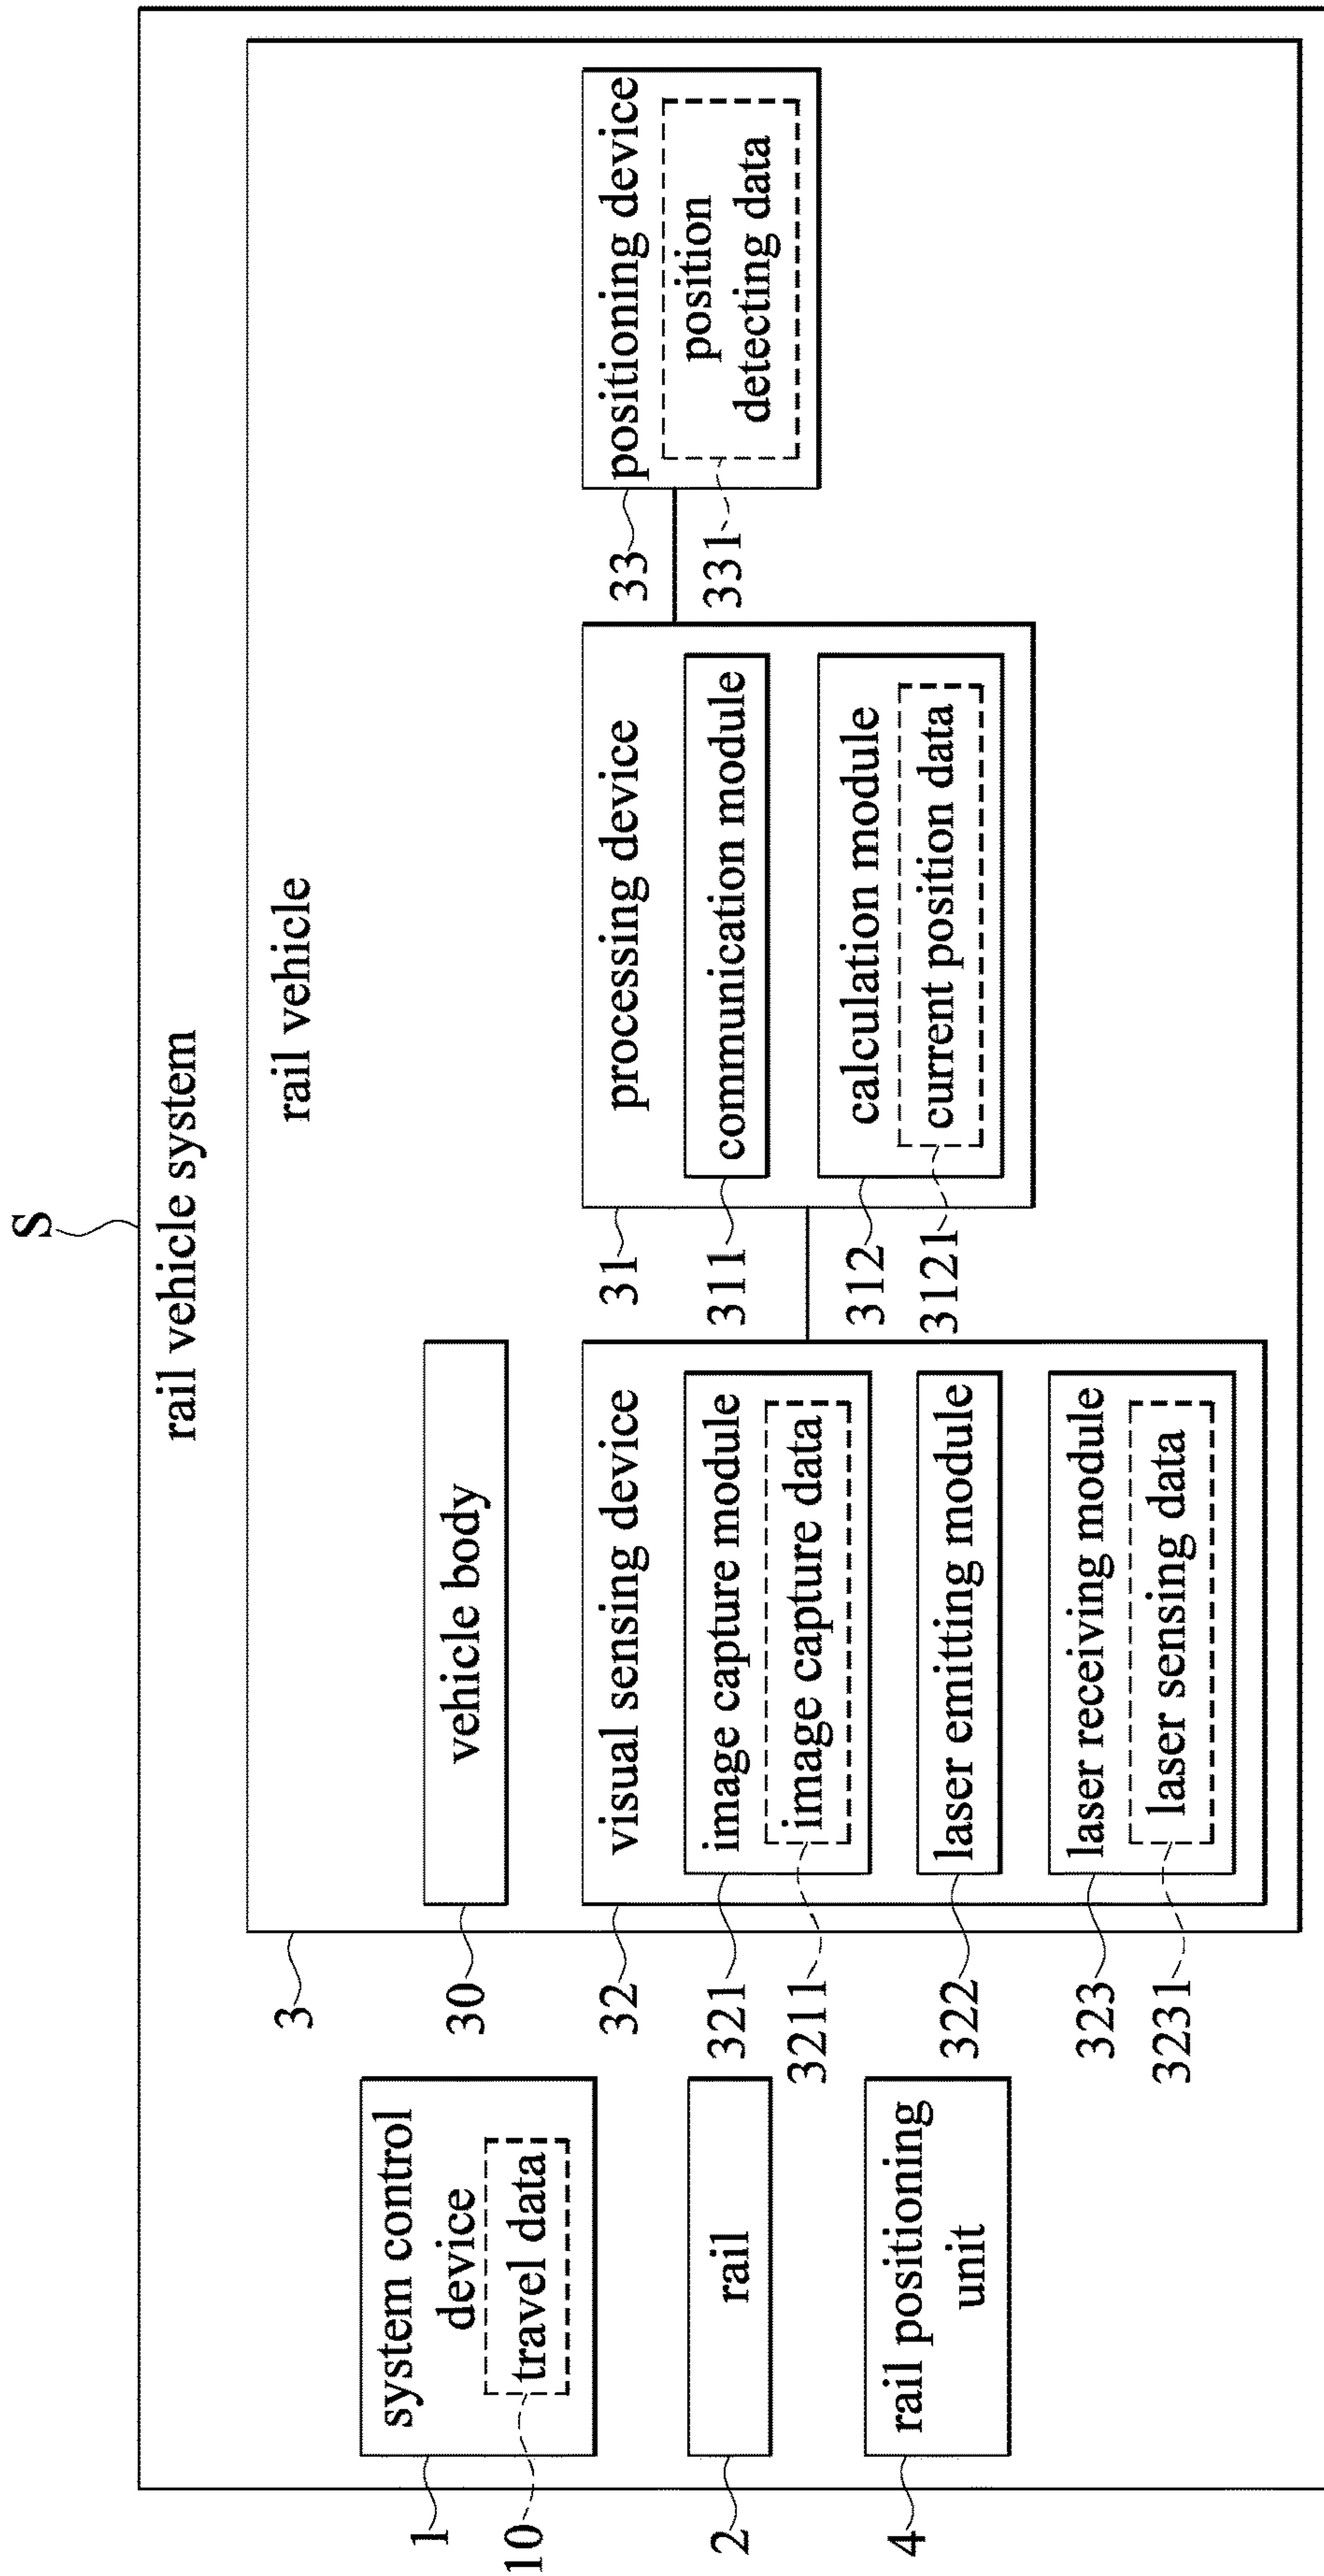 S
rail vehicle system
1
system control
device
10
travel data
2
rail
4
rail positioning
unit
3
rail vehicle
30
vehicle body
32
visual sensing device
321
image capture module
3211
image capture data
322
laser emitting module
323
laser receiving module
3231
laser sensing data
31
processing device
311
communication module
312
calculation module
3121
current position data
33
positioning device
331
position
detecting data